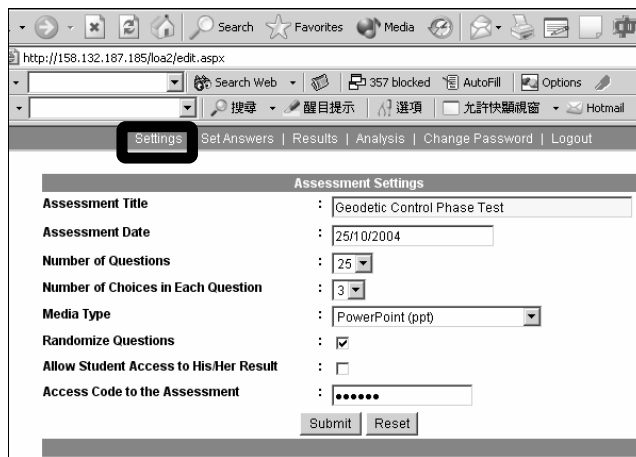 Search Favorites Media
http://158.132.187.185/loa2/edit.aspx
Search Web 357 blocked AutoFill Options
搜尋 醒目提示 選項 允許快顯視窗 Hotmail
Settings | Set Answers | Results | Analysis | Change Password | Logout
Assessment Settings
Assessment Title : Geodetic Control Phase Test
Assessment Date : 25/10/2004
Number of Questions : 25
Number of Choices in Each Question : 3
Media Type : PowerPoint (ppt)
Randomize Questions :
Allow Student Access to His/Her Result :
Access Code to the Assessment : ••••••
Submit Reset